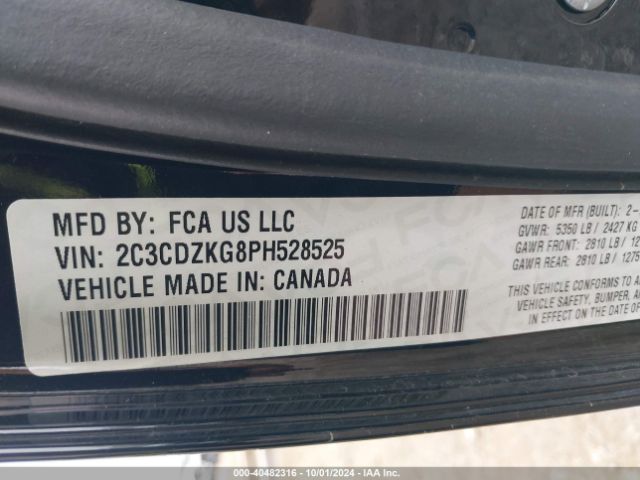 MFD BY: FCA US LLC
VIN: 2C3CDZKG8PH528525
VEHICLE MADE IN: CANADA
DATE OF MFR (BUILT): 2-
GVWR: 5350 LB / 2427 KG
GAWR FRONT: 2810 LB / 12
GAWR REAR: 2810 LB / 1275
THIS VEHICLE CONFORMS TO
VEHICLE SAFETY, BUMPER, A
IN EFFECT ON THE DATE OF
000-40482316 - 10/01/2024 - IAA Inc.